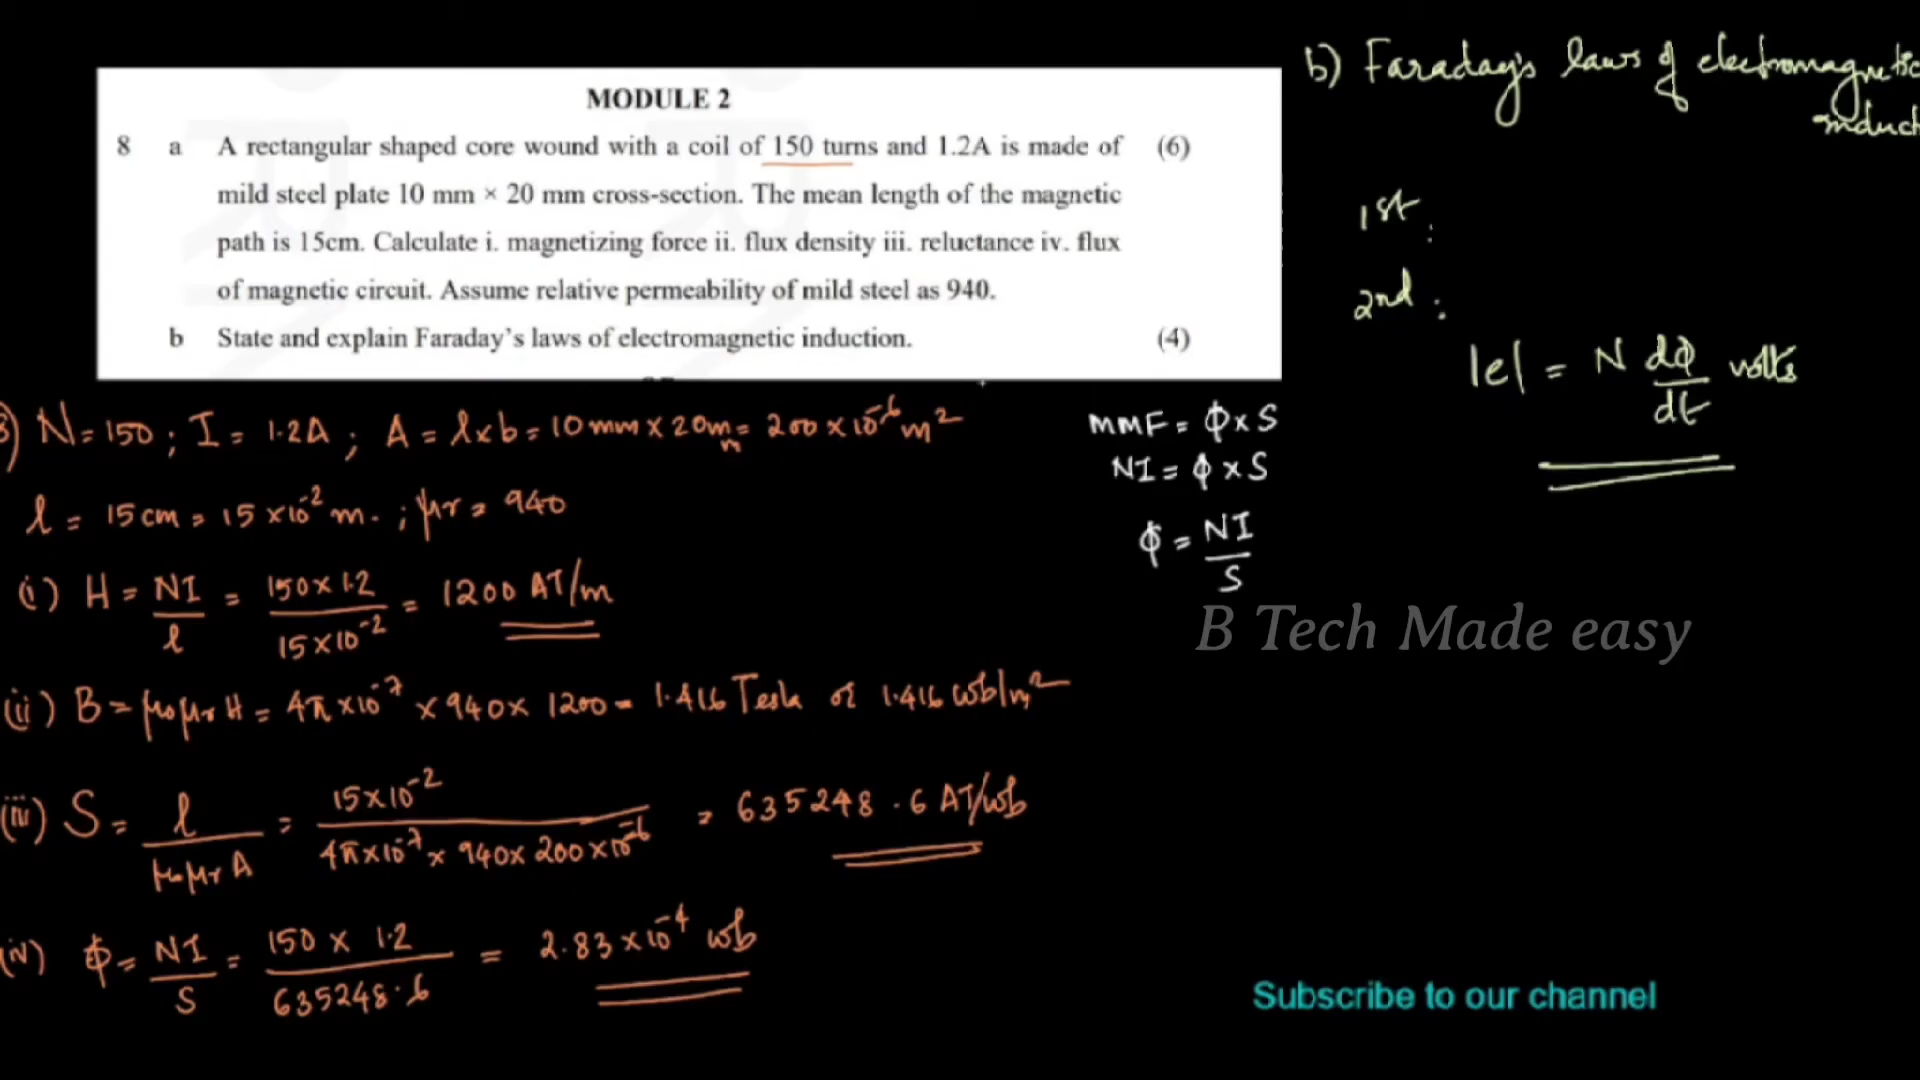 MODULE 2
8 a A rectangular shaped core wound with a coil of 150 turns and 1.2A is made of (6)
mild steel plate 10 mm × 20 mm cross-section. The mean length of the magnetic
path is 15cm. Calculate i. magnetizing force ii. flux density iii. reluctance iv. flux
of magnetic circuit. Assume relative permeability of mild steel as 940.
b State and explain Faraday's laws of electromagnetic induction. (4)
8) N = 150 ; I = 1.2A ; A = l×b = 10mm × 20mm = 200×10^-6 m^2
l = 15cm = 15×10^-2 m. ; μr = 940
(i) H = NI/l = 150×1.2/15×10^-2 = 1200 AT/m
(ii) B = μoμrH = 4π×10^-7 × 940 × 1200 = 1.416 Tesla or 1.416 wb/m^2
(iii) S = l/μoμrA = 15×10^-2/4π×10^-7 × 940 × 200×10^-6 = 635248.6 AT/wb
(iv) Φ = NI/S = 150 × 1.2/635248.6 = 2.83×10^-4 wb
MMF = Φ×S
NI = Φ×S
Φ = NI/S
b) Faraday's laws of electromagnetic
induct
1st :
2nd :
|e| = N dΦ/dt volts
B Tech Made easy
Subscribe to our channel